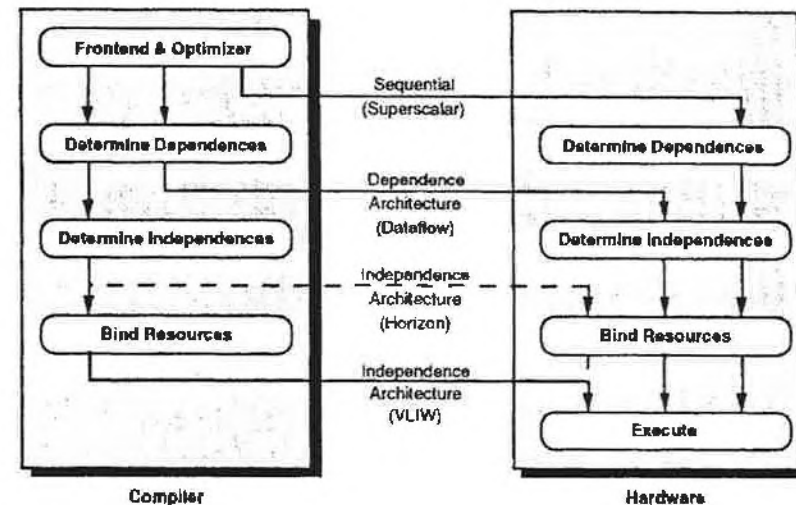 Frontend & Optimizer
Sequential
(Superscalar)
Determine Dependences
Determine Dependences
Dependence
Architecture
(Dataflow)
Determine Independences
Determine Independences
Independence
Architecture
(Horizon)
Bind Resources
Bind Resources
Independence
Architecture
(VLIW)
Execute
Compiler
Hardware